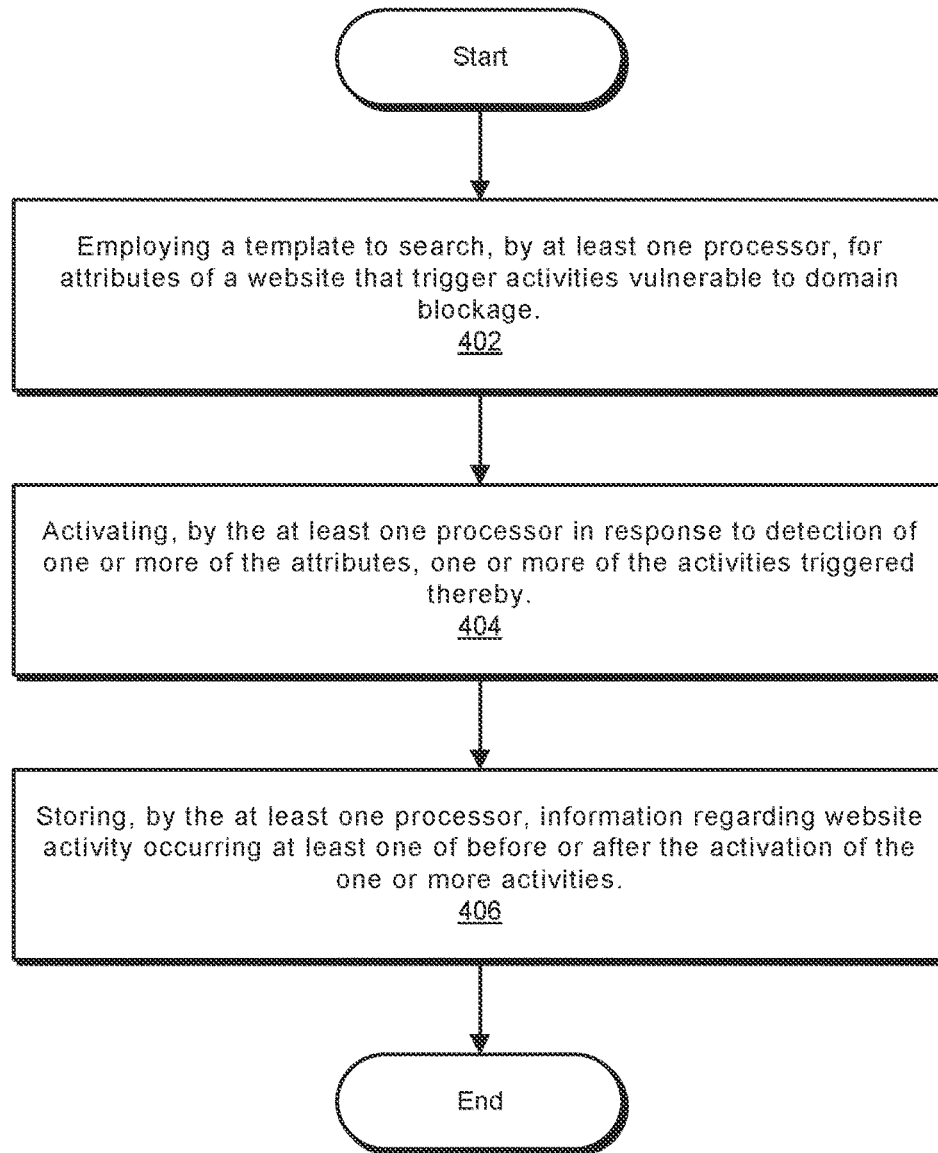 Start
Employing a template to search, by at least one processor, for
attributes of a website that trigger activities vulnerable to domain
blockage.
402
Activating, by the at least one processor in response to detection of
one or more of the attributes, one or more of the activities triggered
thereby.
404
Storing, by the at least one processor, information regarding website
activity occurring at least one of before or after the activation of the
one or more activities.
406
End